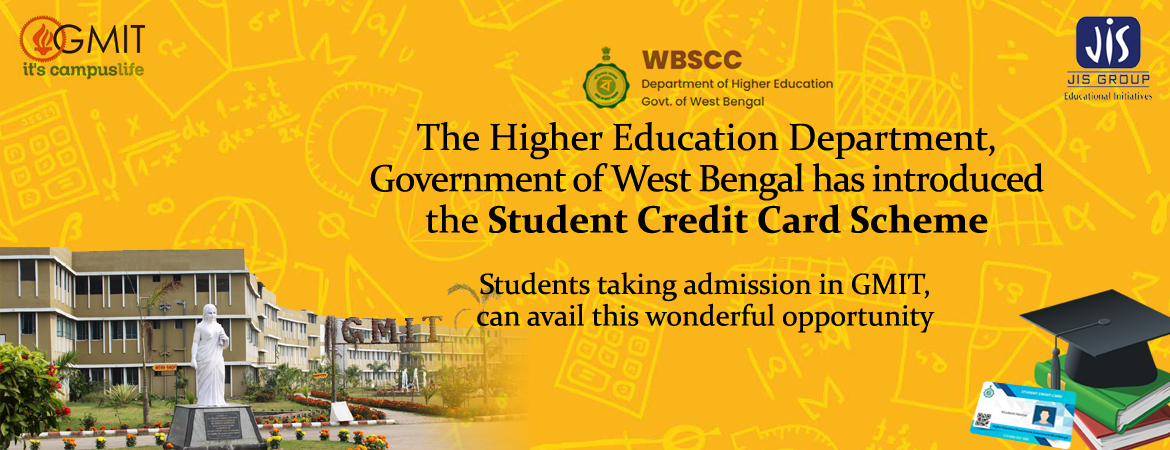 GMIT
it's campuslife
WBSCC
Department of Higher Education
Govt. of West Bengal
JIS
JIS GROUP
Educational Initiatives
The Higher Education Department,
Government of West Bengal has introduced
the Student Credit Card Scheme
Students taking admission in GMIT,
can avail this wonderful opportunity
GMIT
STUDENT CREDIT CARD